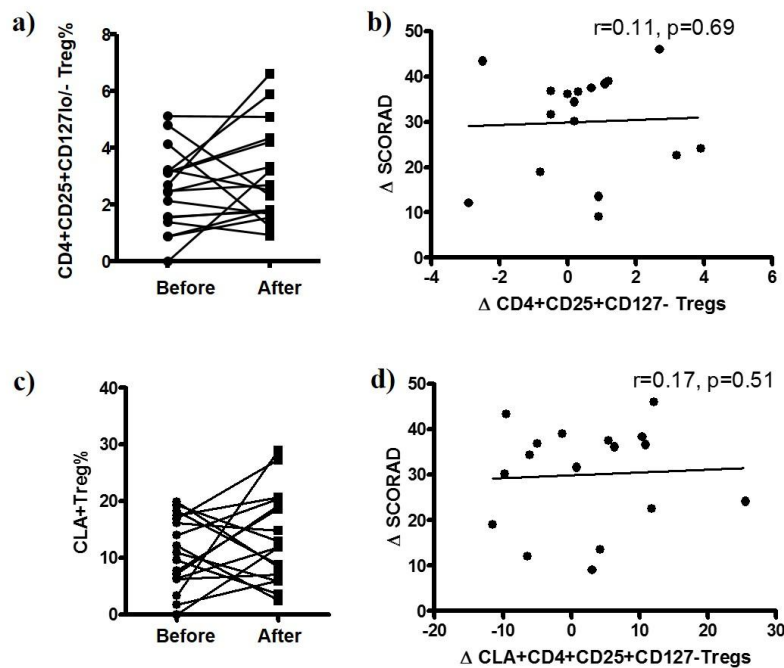 a)
CD4+CD25+CD127lo/- Treg%
8
6
4
2
0
Before After
b)
r=0.11, p=0.69
Δ SCORAD
50
40
30
20
10
0
-4 -2 0 2 4 6
Δ CD4+CD25+CD127- Tregs
c)
CLA+Treg%
40
30
20
10
0
Before After
d)
r=0.17, p=0.51
Δ SCORAD
50
40
30
20
10
0
-20 -10 0 10 20 30
Δ CLA+CD4+CD25+CD127-Tregs